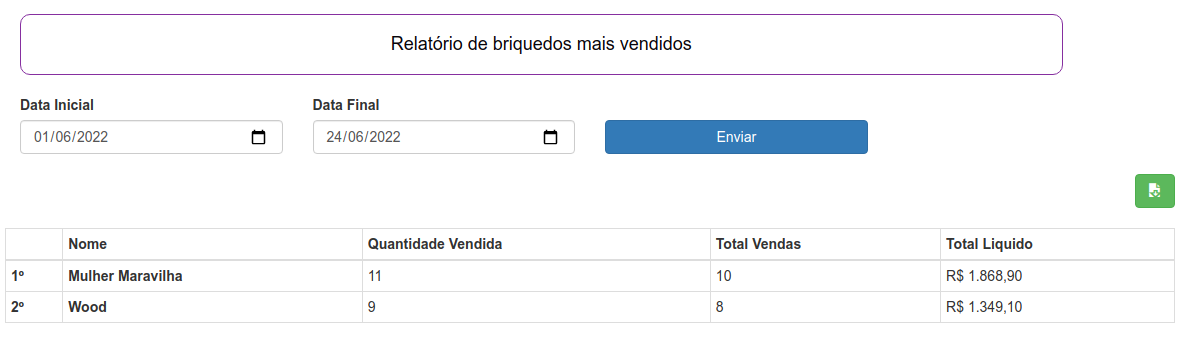 Relatório de briquedos mais vendidos
Data Inicial Data Final
01/06/2022 24/06/2022 Enviar
Nome Quantidade Vendida Total Vendas Total Liquido
1º Mulher Maravilha 11 10 R$ 1.868,90
2º Wood 9 8 R$ 1.349,10